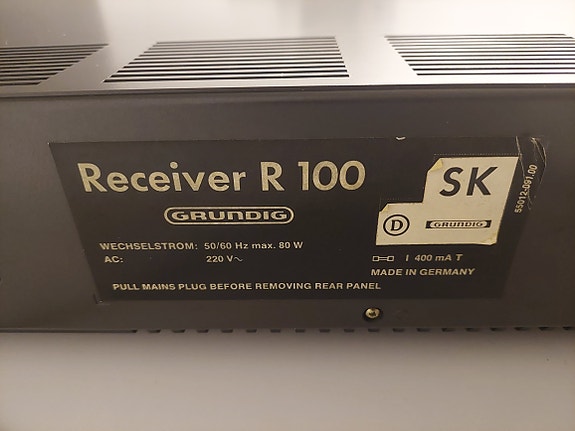 Receiver R 100
GRUNDIG
WECHSELSTROM: 50/60 Hz max. 80 W
AC: 220 V~
PULL MAINS PLUG BEFORE REMOVING REAR PANEL
SK
D
GRUNDIG
I 400 mA T
MADE IN GERMANY
55012-091.00